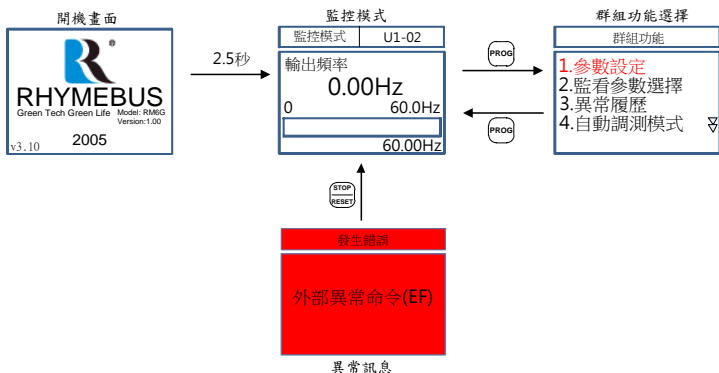 開機畫面
R
®
RHYMEBUS
Green Tech Green Life
Model: RM6G
Version:1.00
2005
v3.10
2.5秒
監控模式
監控模式 U1-02
輸出頻率
0.00Hz
0 60.0Hz
60.00Hz
PROG
PROG
群組功能選擇
群組功能
1.參數設定
2.監看參數選擇
3.異常履歷
4.自動調測模式
STOP
RESET
發生錯誤
外部異常命令(EF)
異常訊息